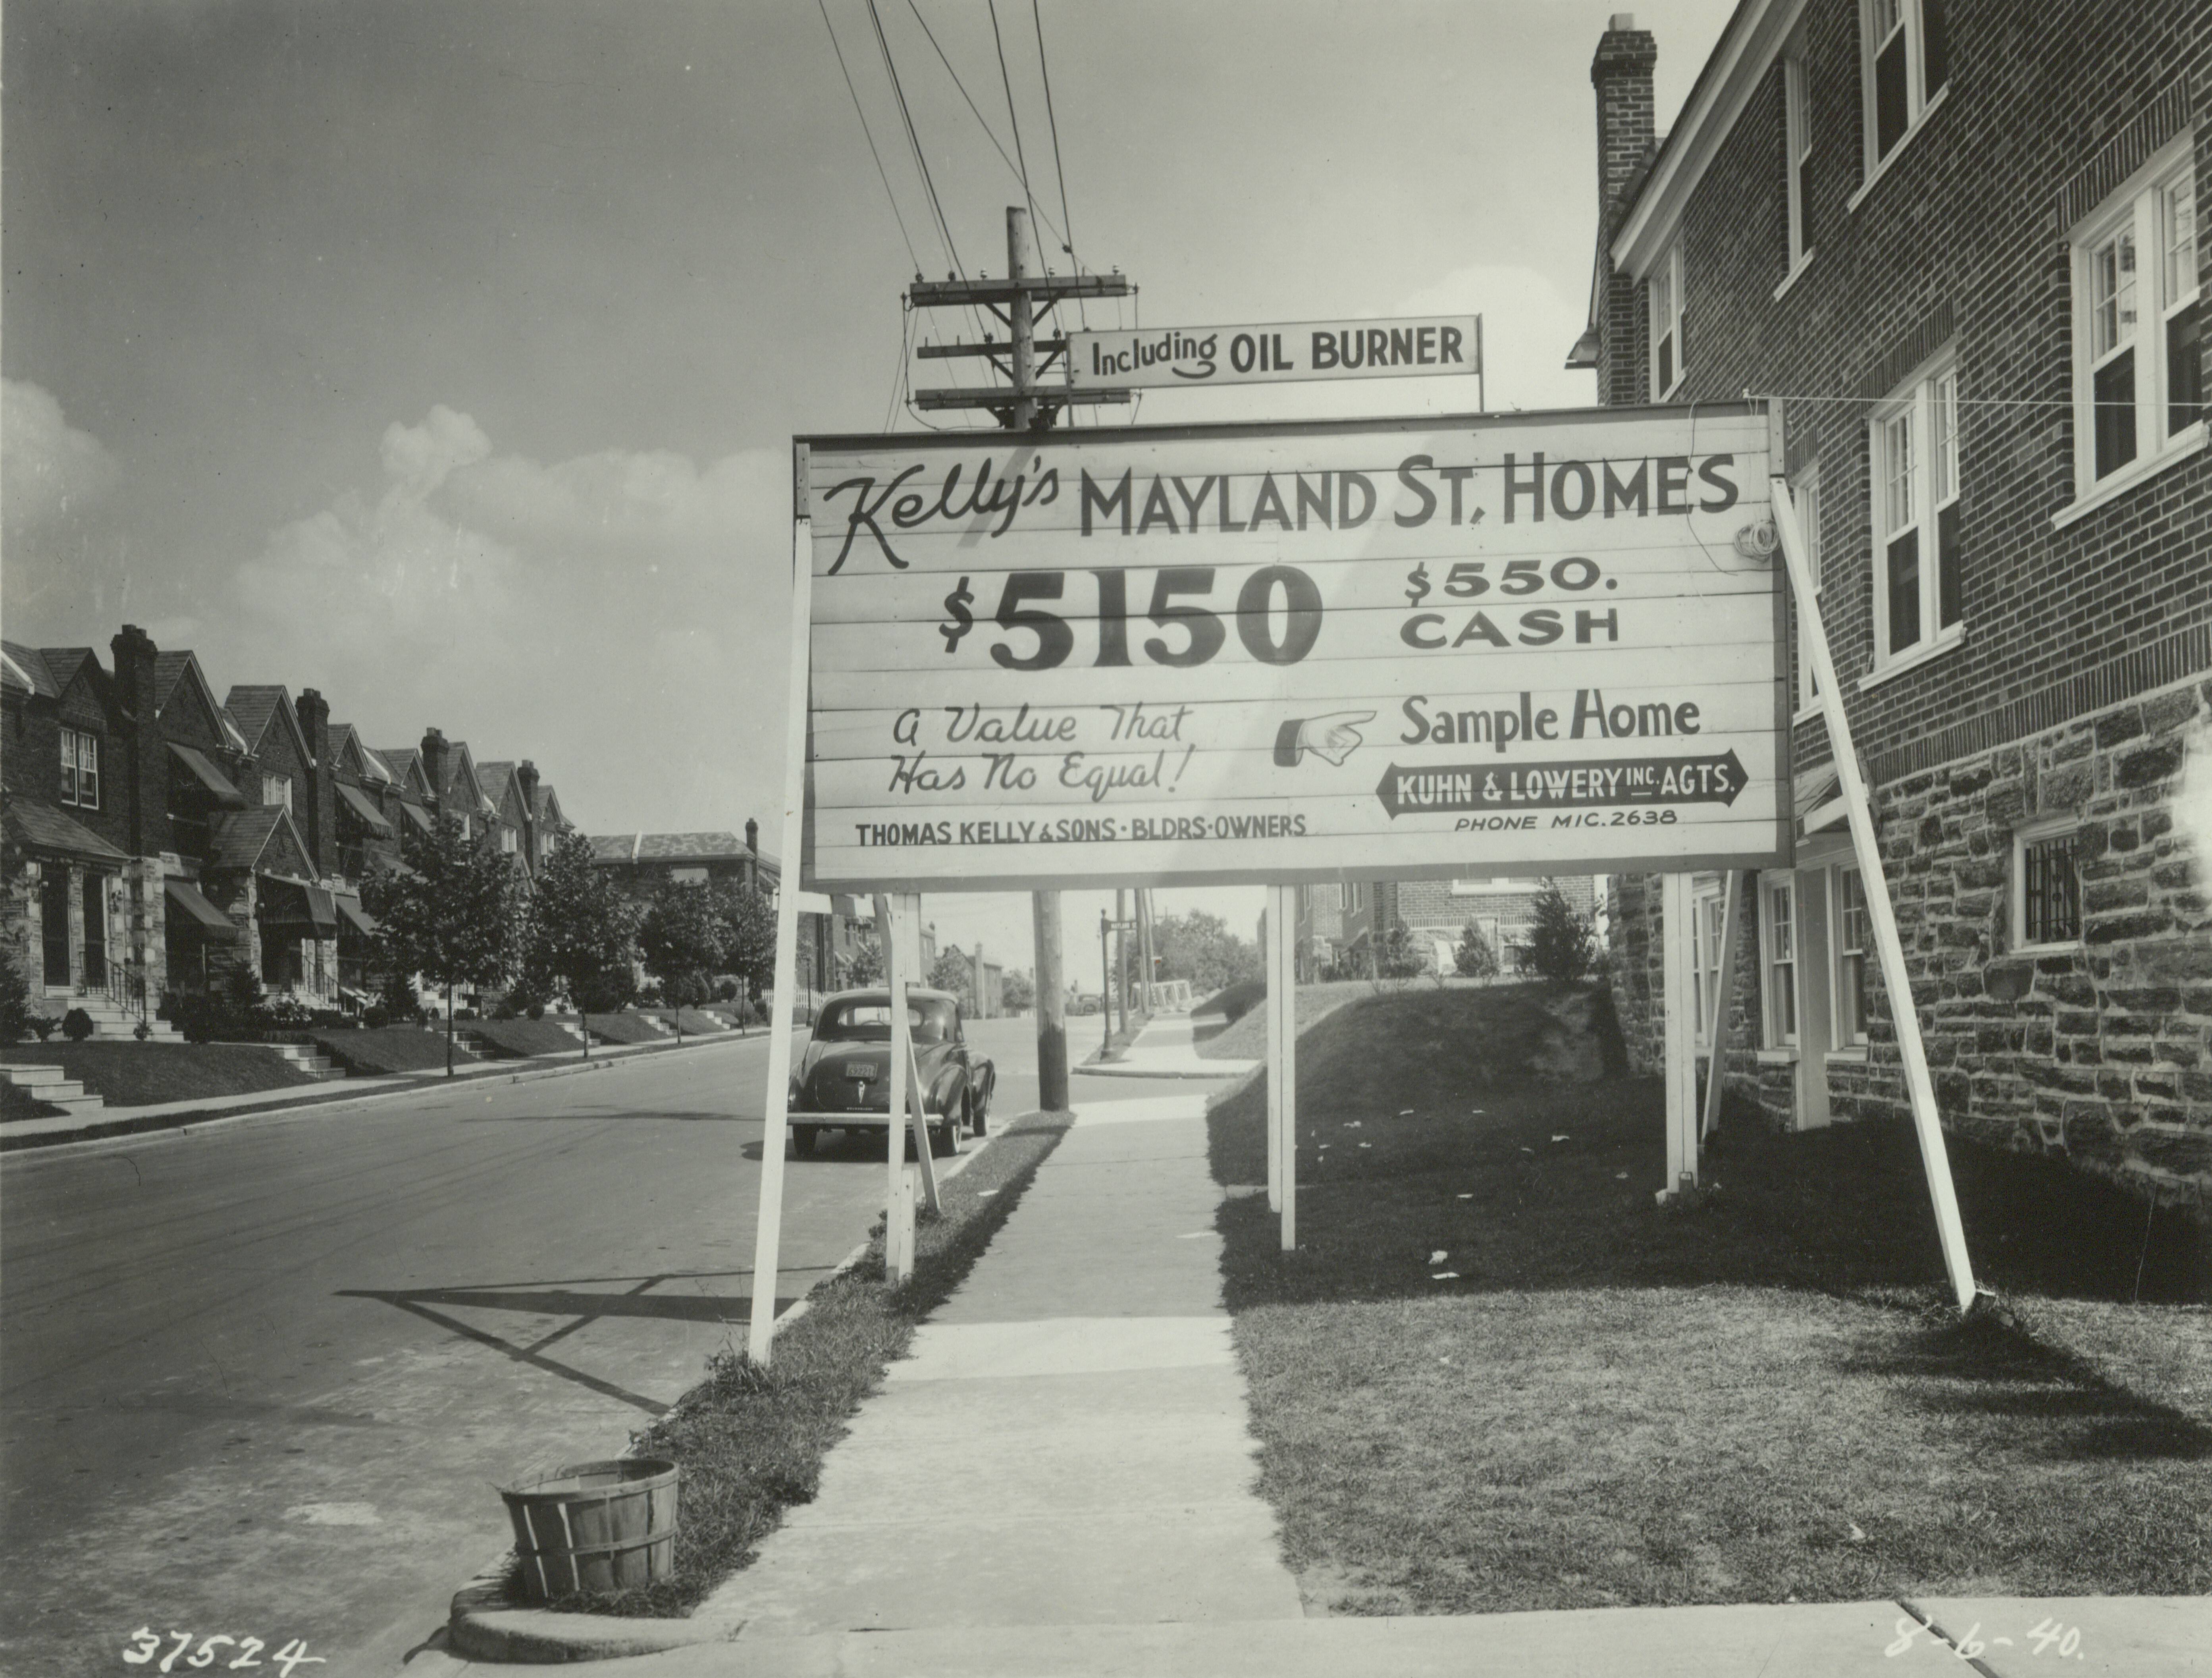 Including OIL BURNER
Kelly's MAYLAND ST. HOMES
$5150
$550.
CASH
A Value That
Has No Equal!
Sample Home
KUHN & LOWERY INC. AGTS.
PHONE MIC. 2638
THOMAS KELLY & SONS · BLDRS · OWNERS
37524
8-6-40.